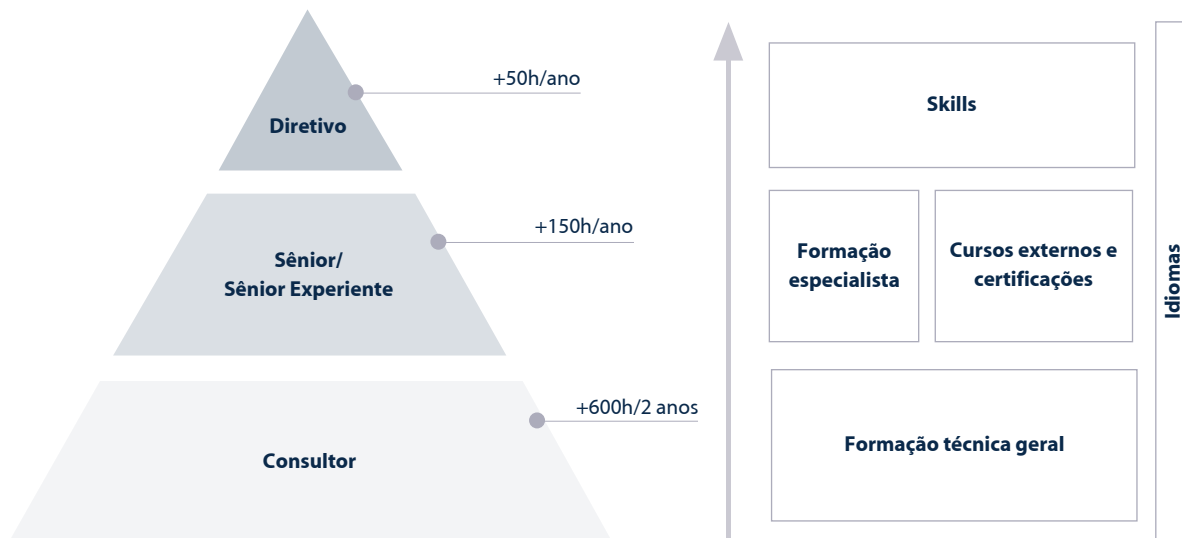 +50h/ano
Diretivo
+150h/ano
Sênior/
Sênior Experiente
+600h/2 anos
Consultor
Skills
Formação
especialista
Cursos externos e
certificações
Formação técnica geral
Idiomas